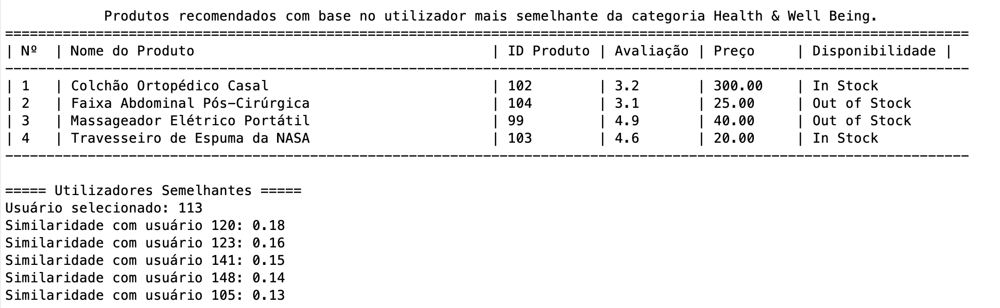 Produtos recomendados com base no utilizador mais semelhante da categoria Health & Well Being.
=====================================================================================================================
| Nº  | Nome do Produto                                    | ID Produto | Avaliação | Preço     | Disponibilidade |
---------------------------------------------------------------------------------------------------------------------
| 1   | Colchão Ortopédico Casal                           | 102        | 3.2       | 300.00    | In Stock
| 2   | Faixa Abdominal Pós-Cirúrgica                      | 104        | 3.1       | 25.00     | Out of Stock
| 3   | Massageador Elétrico Portátil                      | 99         | 4.9       | 40.00     | Out of Stock
| 4   | Travesseiro de Espuma da NASA                      | 103        | 4.6       | 20.00     | In Stock
---------------------------------------------------------------------------------------------------------------------
===== Utilizadores Semelhantes =====
Usuário selecionado: 113
Similaridade com usuário 120: 0.18
Similaridade com usuário 123: 0.16
Similaridade com usuário 141: 0.15
Similaridade com usuário 148: 0.14
Similaridade com usuário 105: 0.13